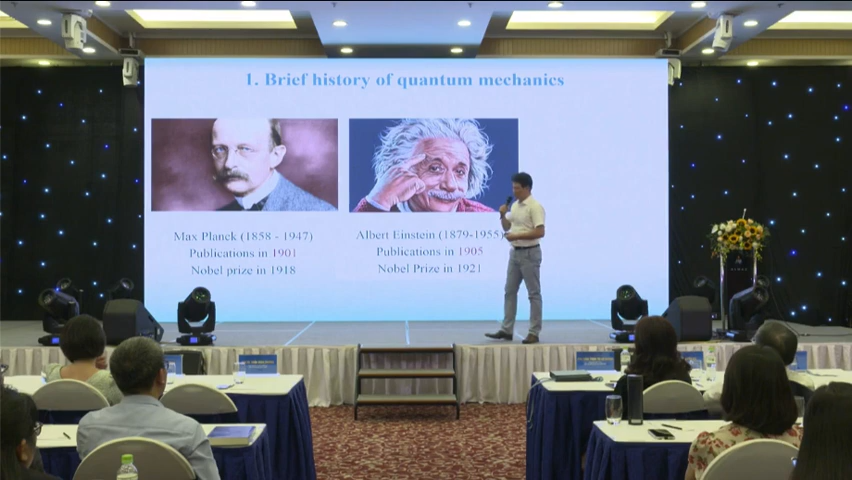 1. Brief history of quantum mechanics
Max Planck (1858 - 1947)
Publications in 1901
Nobel prize in 1918
Albert Einstein (1879-1955)
Publications in 1905
Nobel Prize in 1921